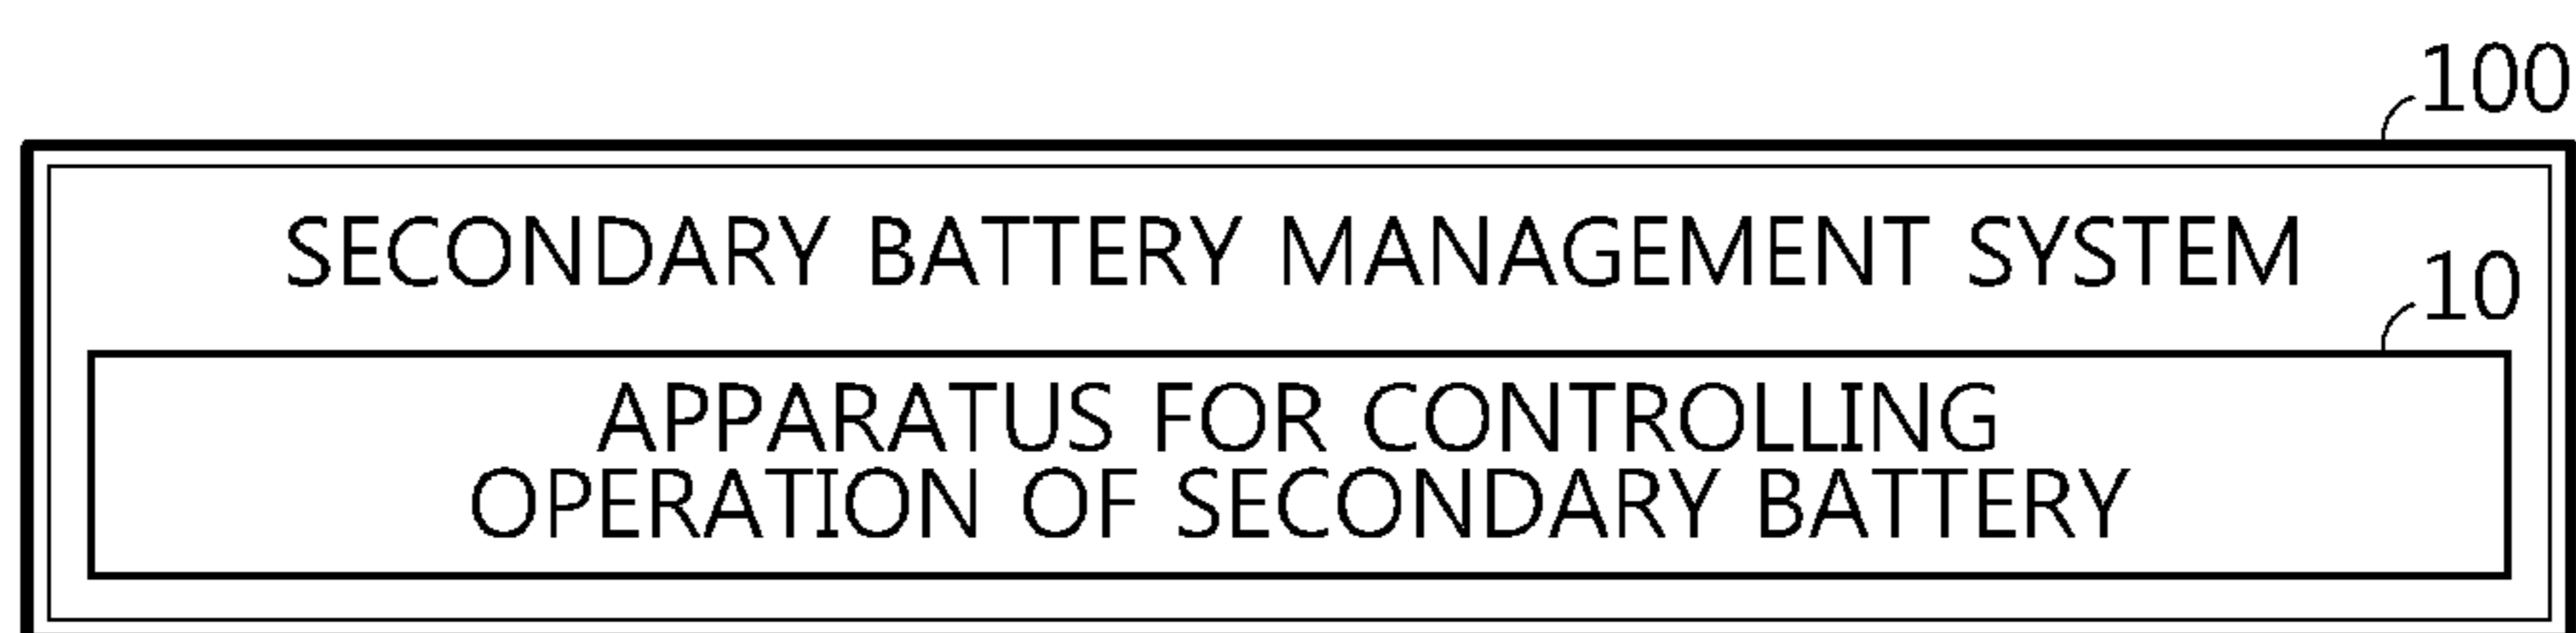 100
SECONDARY BATTERY MANAGEMENT SYSTEM
10
APPARATUS FOR CONTROLLING
OPERATION OF SECONDARY BATTERY